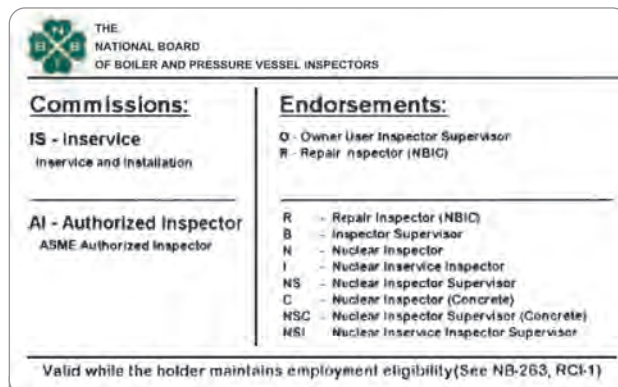 N
B B
I
THE
NATIONAL BOARD
OF BOILER AND PRESSURE VESSEL INSPECTORS
Commissions:
IS - Inservice
Inservice and Installation
AI - Authorized Inspector
ASME Authorized Inspector
Endorsements:
O - Owner User Inspector Supervisor
R - Repair nspector (NBIC)
R - Repair Inspector (NBIC)
B - Inspector Supervisor
N - Nuclear Inspector
I - Nuclear Inservice Inspector
NS - Nuclear Inspector Supervisor
C - Nuclear Inspector (Concrete)
NSC - Nuclear Inspector Supervisor (Concrete)
NSI Nuclear Inservice Inspector Supervisor
Valid while the holder maintains employment eligibility(See NB-263, RCI-1)